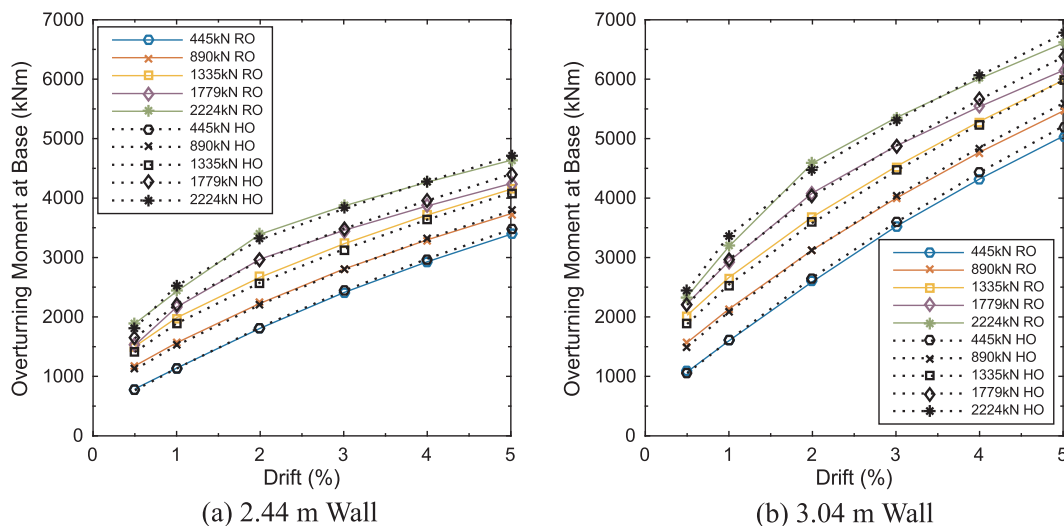 7000
6000
5000
4000
3000
2000
1000
0
Overturning Moment at Base (kNm)
445kN RO
890kN RO
1335kN RO
1779kN RO
2224kN RO
445kN HO
890kN HO
1335kN HO
1779kN HO
2224kN HO
0 1 2 3 4 5
Drift (%)
(a) 2.44 m Wall
7000
6000
5000
4000
3000
2000
1000
0
Overturning Moment at Base (kNm)
445kN RO
890kN RO
1335kN RO
1779kN RO
2224kN RO
445kN HO
890kN HO
1335kN HO
1779kN HO
2224kN HO
0 1 2 3 4 5
Drift (%)
(b) 3.04 m Wall